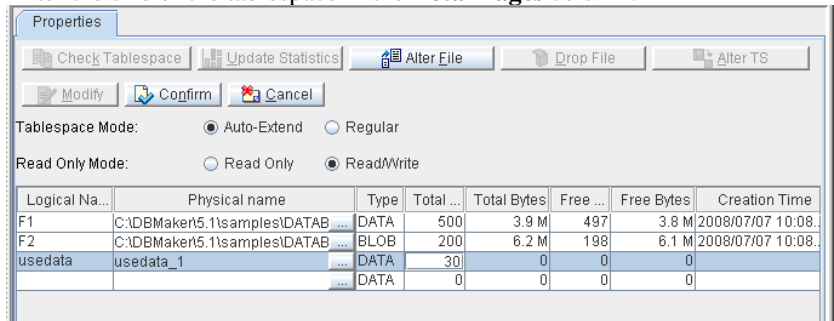 Properties
Check Tablespace Update Statistics Alter File Drop File Alter TS
Modify Confirm Cancel
Tablespace Mode: Auto-Extend Regular
Read Only Mode: Read Only Read/Write
Logical Na... Physical name Type Total ... Total Bytes Free ... Free Bytes Creation Time
F1 C:\DBMaker\5.1\samples\DATAB ... DATA 500 3.9 M 497 3.8 M 2008/07/07 10:08..
F2 C:\DBMaker\5.1\samples\DATAB ... BLOB 200 6.2 M 198 6.1 M 2008/07/07 10:08..
usedata usedata_1 ... DATA 30 0 0 0
... DATA 0 0 0 0